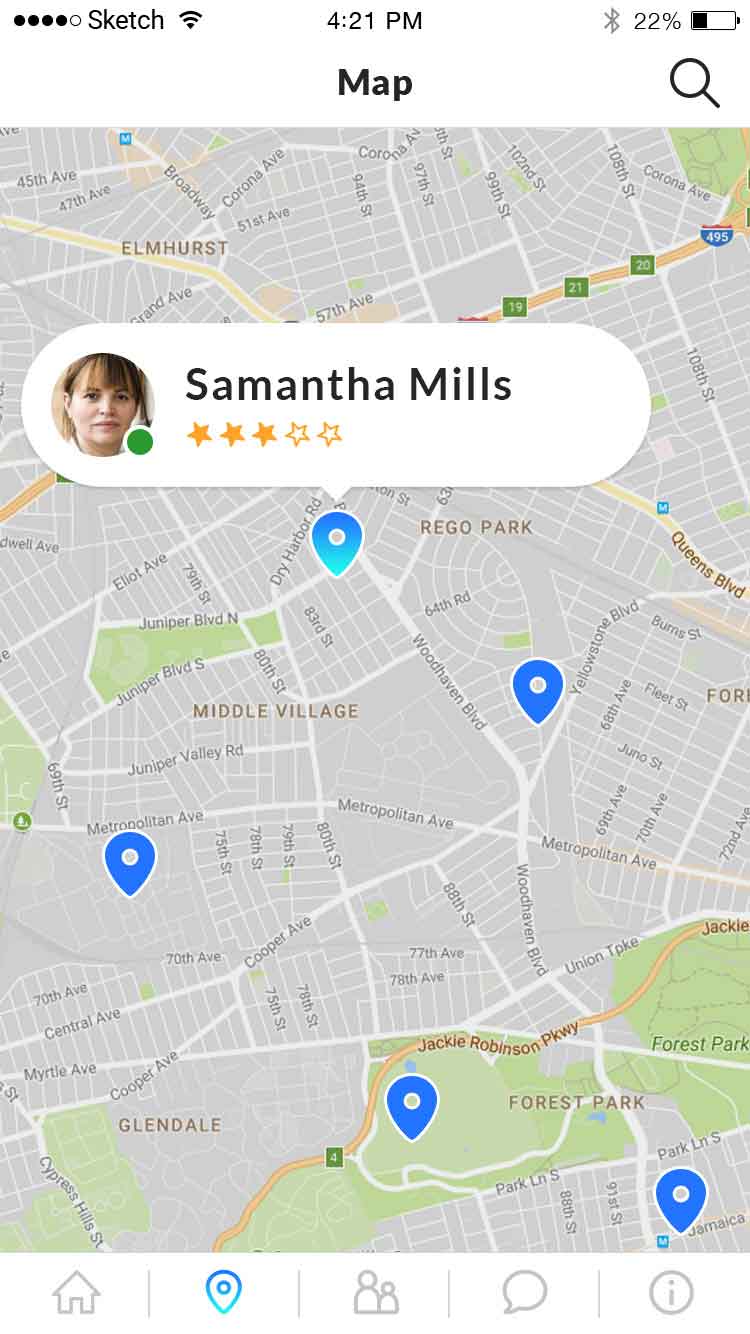 Sketch 4:21 PM 22%
Map
M
45th Ave
47th Ave
Broadway
Corona Ave
Corona Av
94th St
97th St
99th St
102nd St
108th St
Corona Ave
51st Ave
ELMHURST
495
20
21
19
Grand Ave
57th Ave
108th St
Samantha Mills
M
Dry Harbor Rd
REGO PARK
Queens Blvd
Eliot Ave
79th St
64th Rd
Juniper Blvd N
83rd St
Woodhaven Blvd
Yellowstone Blvd
Burns St
Juniper Blvd S
80th St
68th Ave
Fleet St
MIDDLE VILLAGE
FOR
Juniper Valley Rd
Juno St
69th St
Metropolitan Ave
Metropolitan Ave
69th Ave
70th Ave
72nd Ave
75th St
78th St
79th St
80th St
Metropolitan Ave
88th St
Woodhaven Blvd
Cooper Ave
Jackie
70th Ave
77th Ave
Union Tpke
78th Ave
70th Ave
75th St
78th St
Central Ave
Jackie Robinson Pkwy
Forest Park
Myrtle Ave
Cooper Ave
GLENDALE
FOREST PARK
4
Park Ln S
Park Ln S
Cypress Hills St
88th St
91st St
Jamaica
M